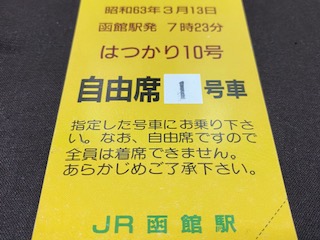 昭和63年3月13日
函館駅発 7時23分
はつかり10号
自由席 1 号車
指定した号車にお乗り下さ
い。なお、自由席ですので
全員は着席できません。
あらかじめご了承下さい。
JR函館駅